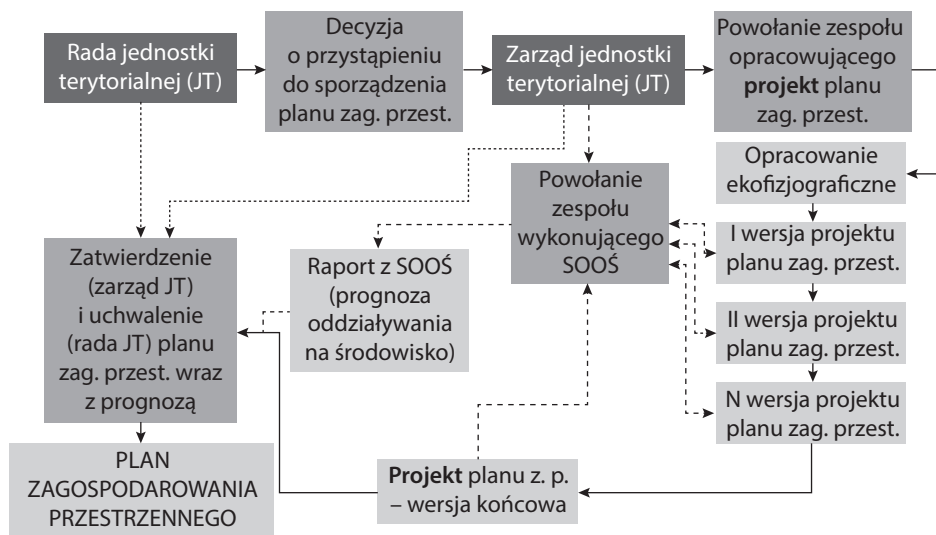 Rada jednostki
terytorialnej (JT)
Decyzja
o przystąpieniu
do sporządzenia
planu zag. przest.
Zarząd jednostki
terytorialnej (JT)
Powołanie zespołu
opracowującego
projekt planu
zag. przest.
Opracowanie
ekofizjograficzne
Powołanie
zespołu
wykonującego
SOOŚ
I wersja projektu
planu zag. przest.
Zatwierdzenie
(zarząd JT)
i uchwalenie
(rada JT) planu
zag. przest. wraz
z prognozą
Raport z SOOŚ
(prognoza
oddziaływania
na środowisko)
II wersja projektu
planu zag. przest.
N wersja projektu
planu zag. przest.
PLAN
ZAGOSPODAROWANIA
PRZESTRZENNEGO
Projekt planu z. p.
– wersja końcowa